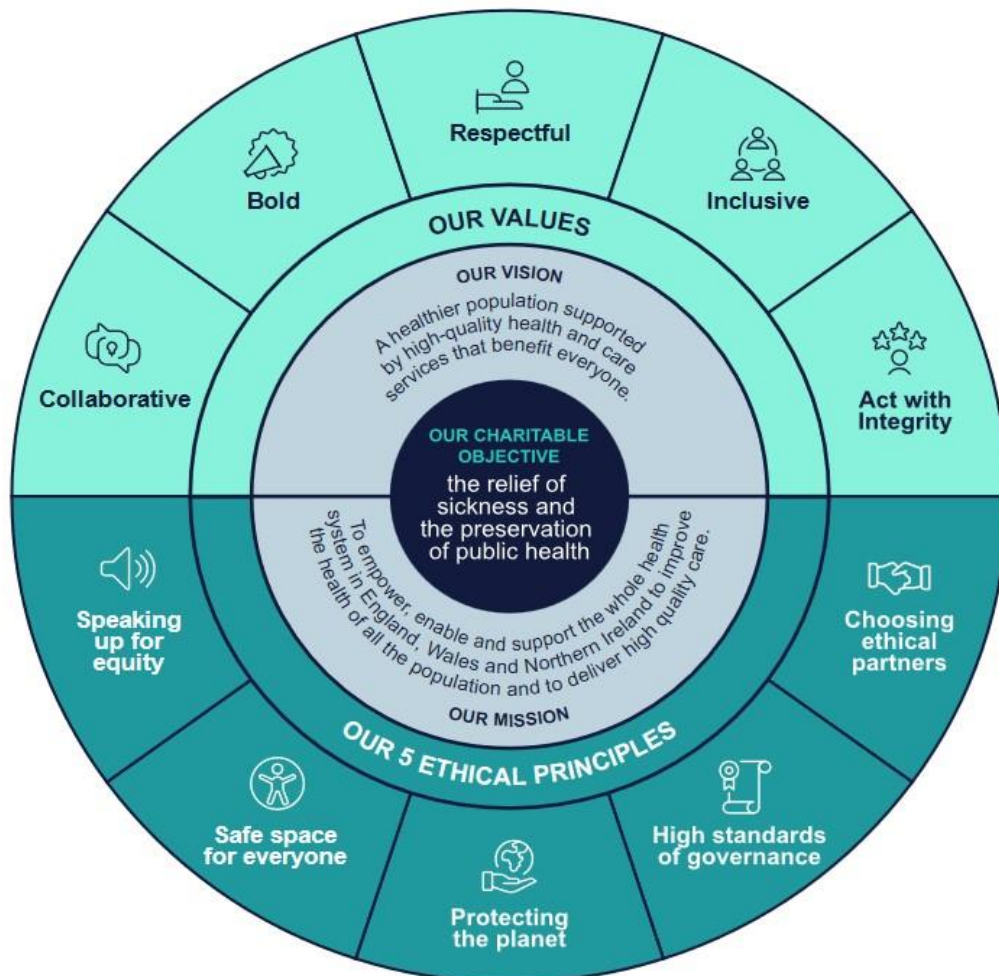 Respectful
Bold
Inclusive
Collaborative
Act with
Integrity
OUR VALUES
OUR VISION
A healthier population supported
by high-quality health and care
services that benefit everyone.
OUR CHARITABLE
OBJECTIVE
the relief of
sickness and
the preservation
of public health
To empower, enable and support the whole health
system in England, Wales and Northern Ireland to improve
the health of all the population and to deliver high quality care.
OUR MISSION
OUR 5 ETHICAL PRINCIPLES
Speaking
up for
equity
Safe space
for everyone
Protecting
the planet
High standards
of governance
Choosing
ethical
partners